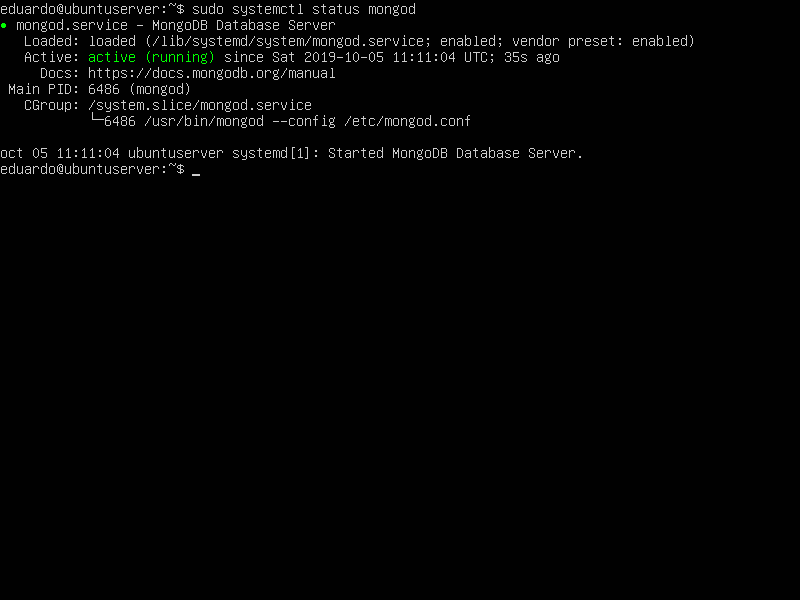 eduardo@ubuntuserver:~$ sudo systemctl status mongod
● mongod.service - MongoDB Database Server
   Loaded: loaded (/lib/systemd/system/mongod.service; enabled; vendor preset: enabled)
   Active: active (running) since Sat 2019-10-05 11:11:04 UTC; 35s ago
     Docs: https://docs.mongodb.org/manual
 Main PID: 6486 (mongod)
   CGroup: /system.slice/mongod.service
           └─6486 /usr/bin/mongod --config /etc/mongod.conf

oct 05 11:11:04 ubuntuserver systemd[1]: Started MongoDB Database Server.
eduardo@ubuntuserver:~$ _